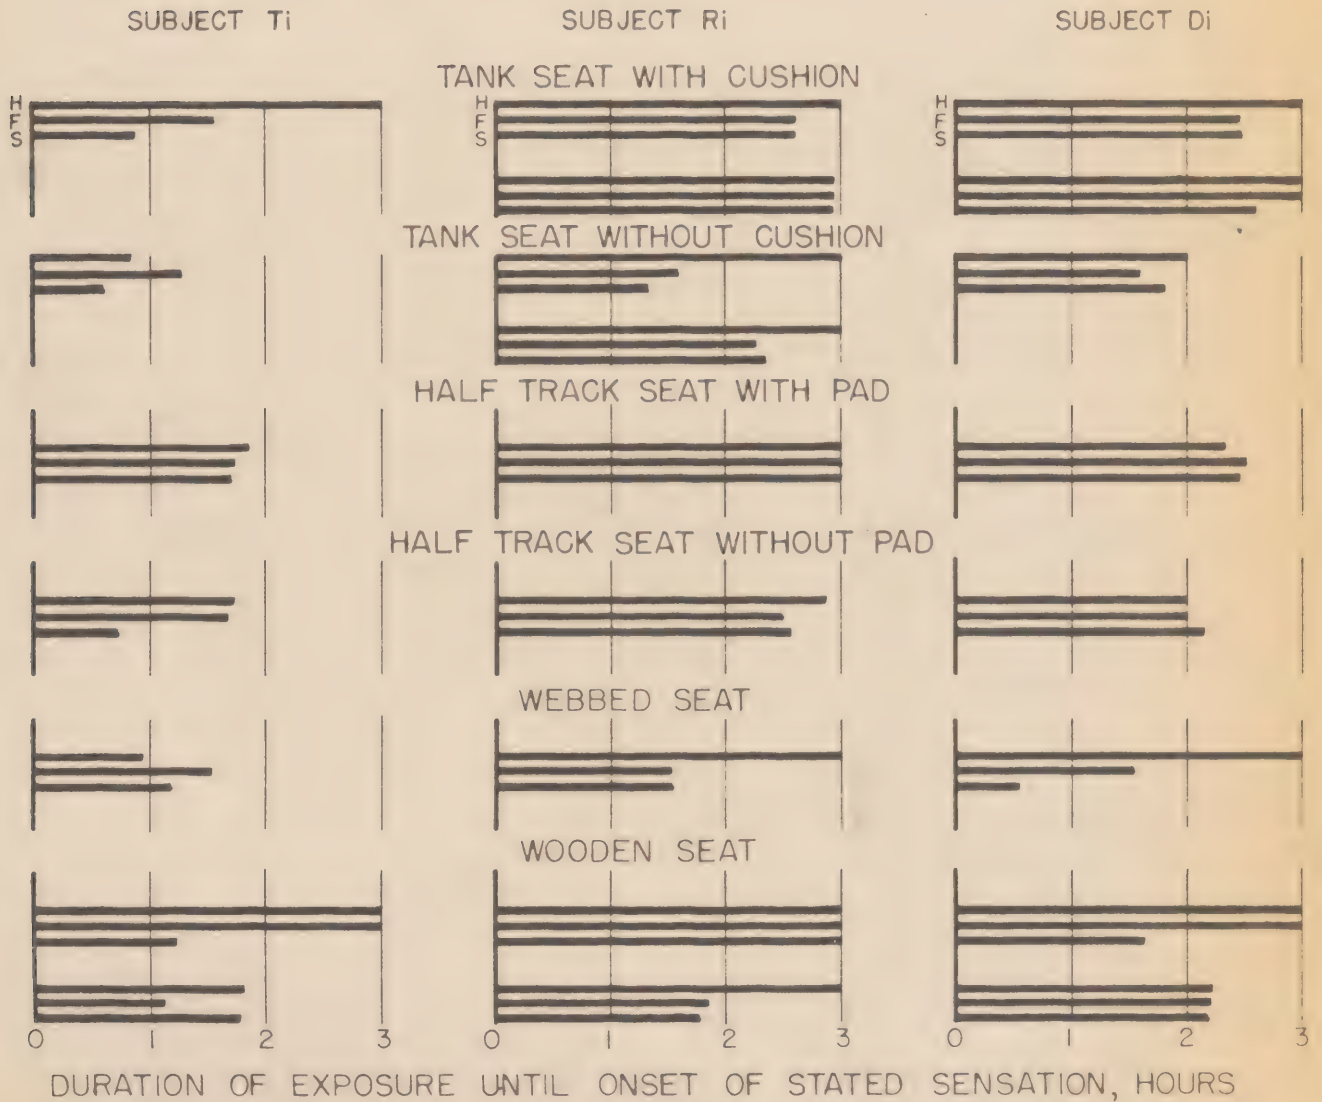 SUBJECT Ti SUBJECT Ri SUBJECT Di
TANK SEAT WITH CUSHION
H H H
F F F
S S S
TANK SEAT WITHOUT CUSHION
HALF TRACK SEAT WITH PAD
HALF TRACK SEAT WITHOUT PAD
WEBBED SEAT
WOODEN SEAT
0 1 2 3 0 1 2 3 0 1 2 3
DURATION OF EXPOSURE UNTIL ONSET OF STATED SENSATION, HOURS